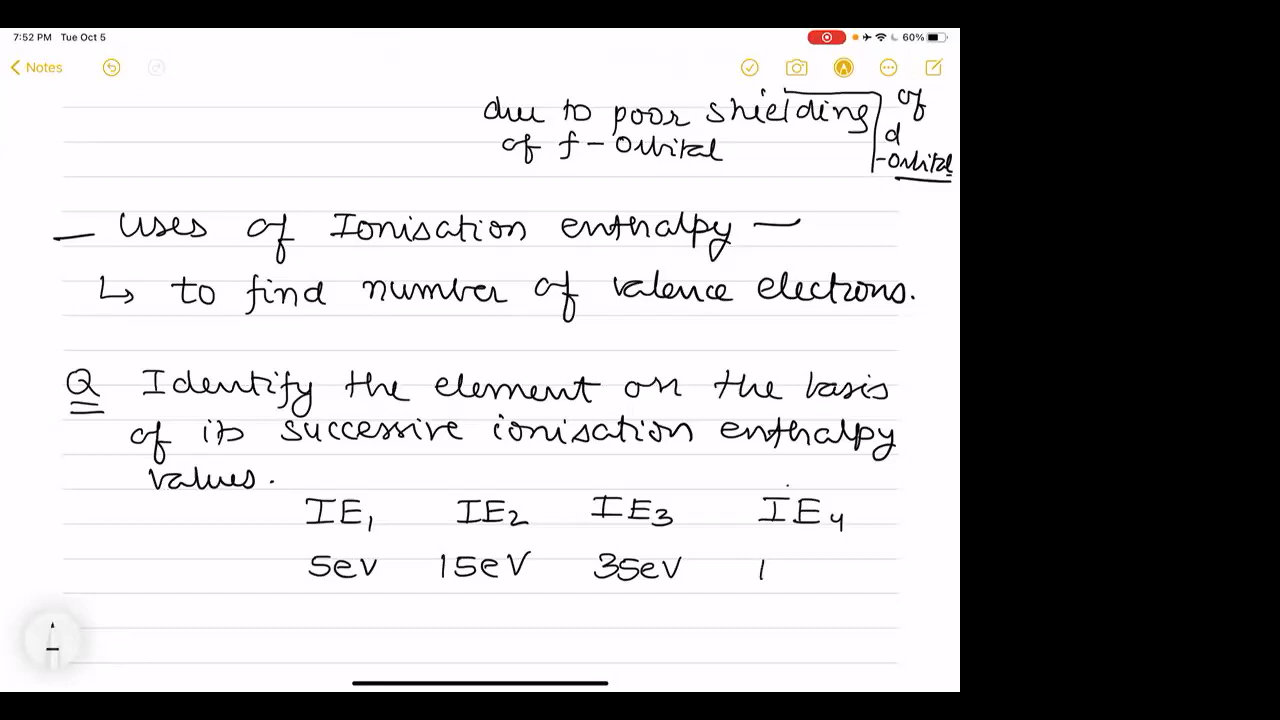 7:52 PM Tue Oct 5
60%
Notes
due to poor shielding of
of f-Orbital d
-Orbital
— Uses of Ionisation enthalpy —
↳ to find number of valence electrons.
Q Identify the element on the basis
of its successive ionisation enthalpy
values.
IE₁ IE₂ IE₃ IE₄
5eV 15eV 35eV 1